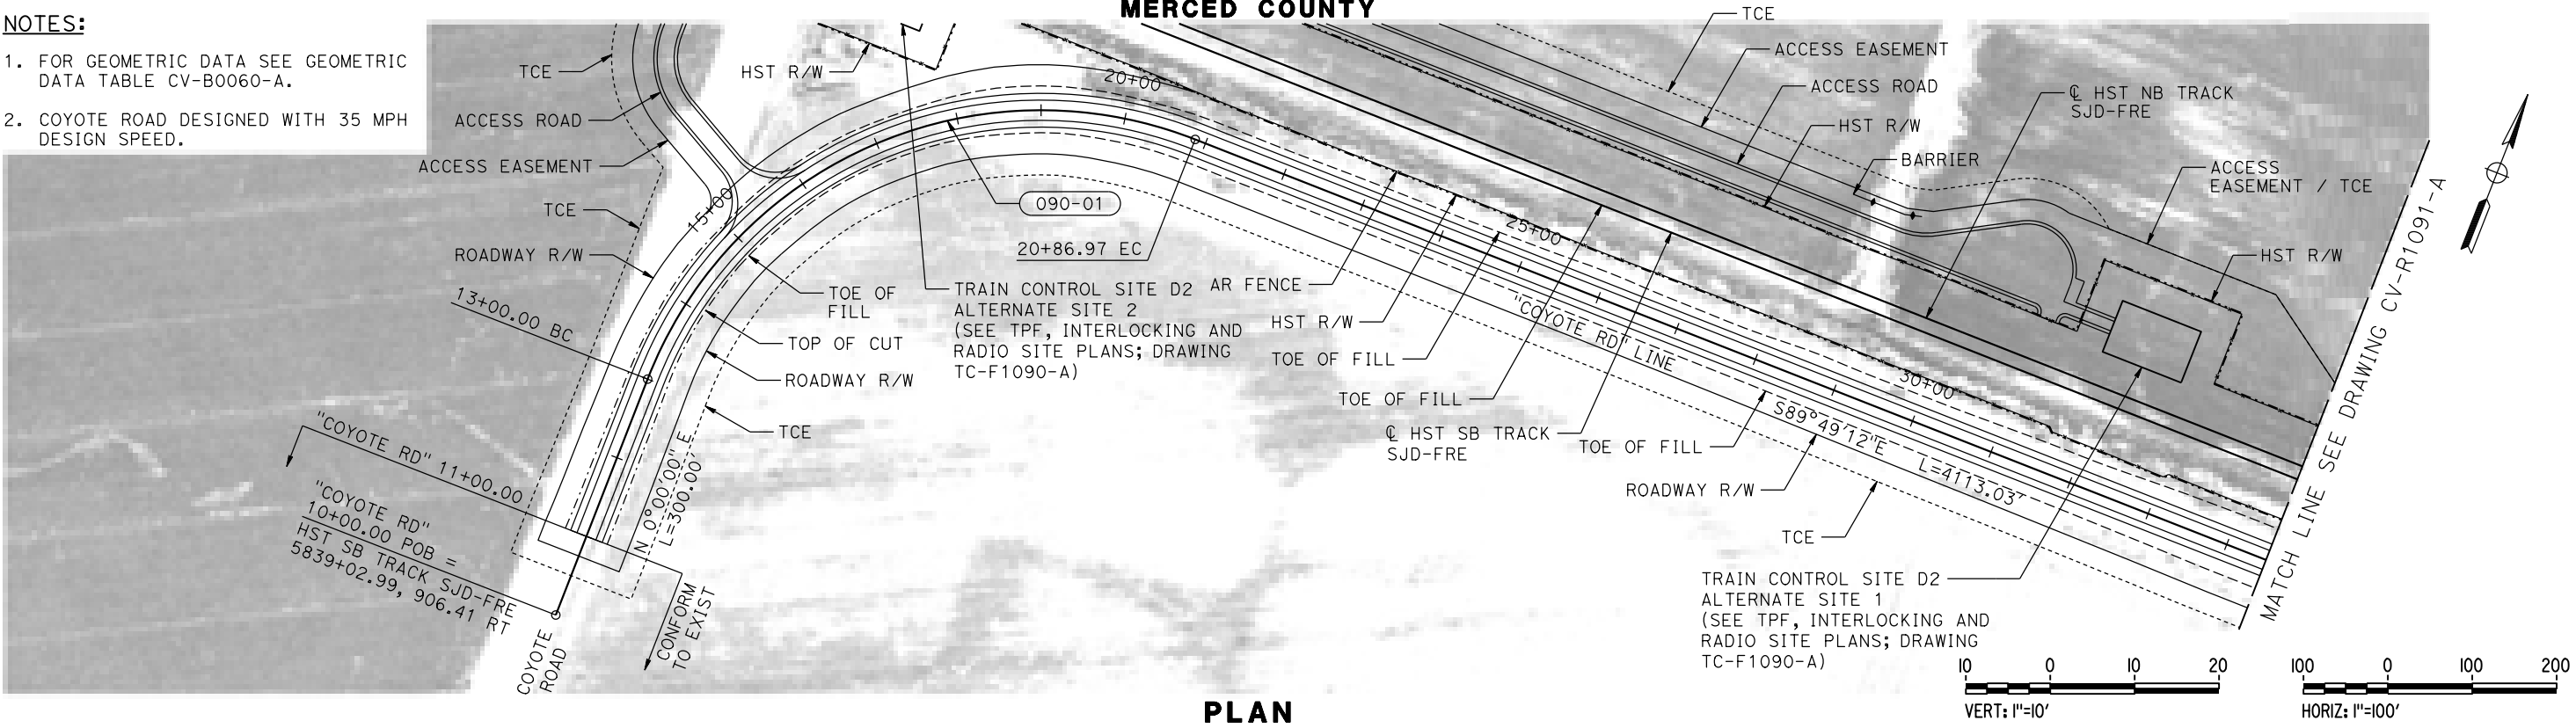 MERCED COUNTY
NOTES:
1. FOR GEOMETRIC DATA SEE GEOMETRIC
DATA TABLE CV-B0060-A.
2. COYOTE ROAD DESIGNED WITH 35 MPH
DESIGN SPEED.
TCE
ACCESS ROAD
ACCESS EASEMENT
TCE
ROADWAY R/W
13+00.00 BC
"COYOTE RD" 11+00.00
"COYOTE RD"
10+00.00 POB =
HST SB TRACK SJD-FRE
5839+02.99, 906.41 RT
COYOTE
ROAD
CONFORM
TO EXIST
N 0°00'00" E
L=300.00'
15+00
HST R/W
20+00
090-01
20+86.97 EC
TOE OF
FILL
TOP OF CUT
ROADWAY R/W
TCE
TRAIN CONTROL SITE D2
ALTERNATE SITE 2
(SEE TPF, INTERLOCKING AND
RADIO SITE PLANS; DRAWING
TC-F1090-A)
AR FENCE
HST R/W
TOE OF FILL
TOE OF FILL
℄ HST SB TRACK
SJD-FRE
25+00
"COYOTE RD" LINE
30+00
S89°49'12"E
L=4113.03'
TOE OF FILL
ROADWAY R/W
TCE
TRAIN CONTROL SITE D2
ALTERNATE SITE 1
(SEE TPF, INTERLOCKING AND
RADIO SITE PLANS; DRAWING
TC-F1090-A)
TCE
ACCESS EASEMENT
ACCESS ROAD
HST R/W
BARRIER
℄ HST NB TRACK
SJD-FRE
ACCESS
EASEMENT / TCE
HST R/W
MATCH LINE SEE DRAWING CV-R1091-A
10 0 10 20
VERT: 1"=10'
100 0 100 200
HORIZ: 1"=100'
PLAN